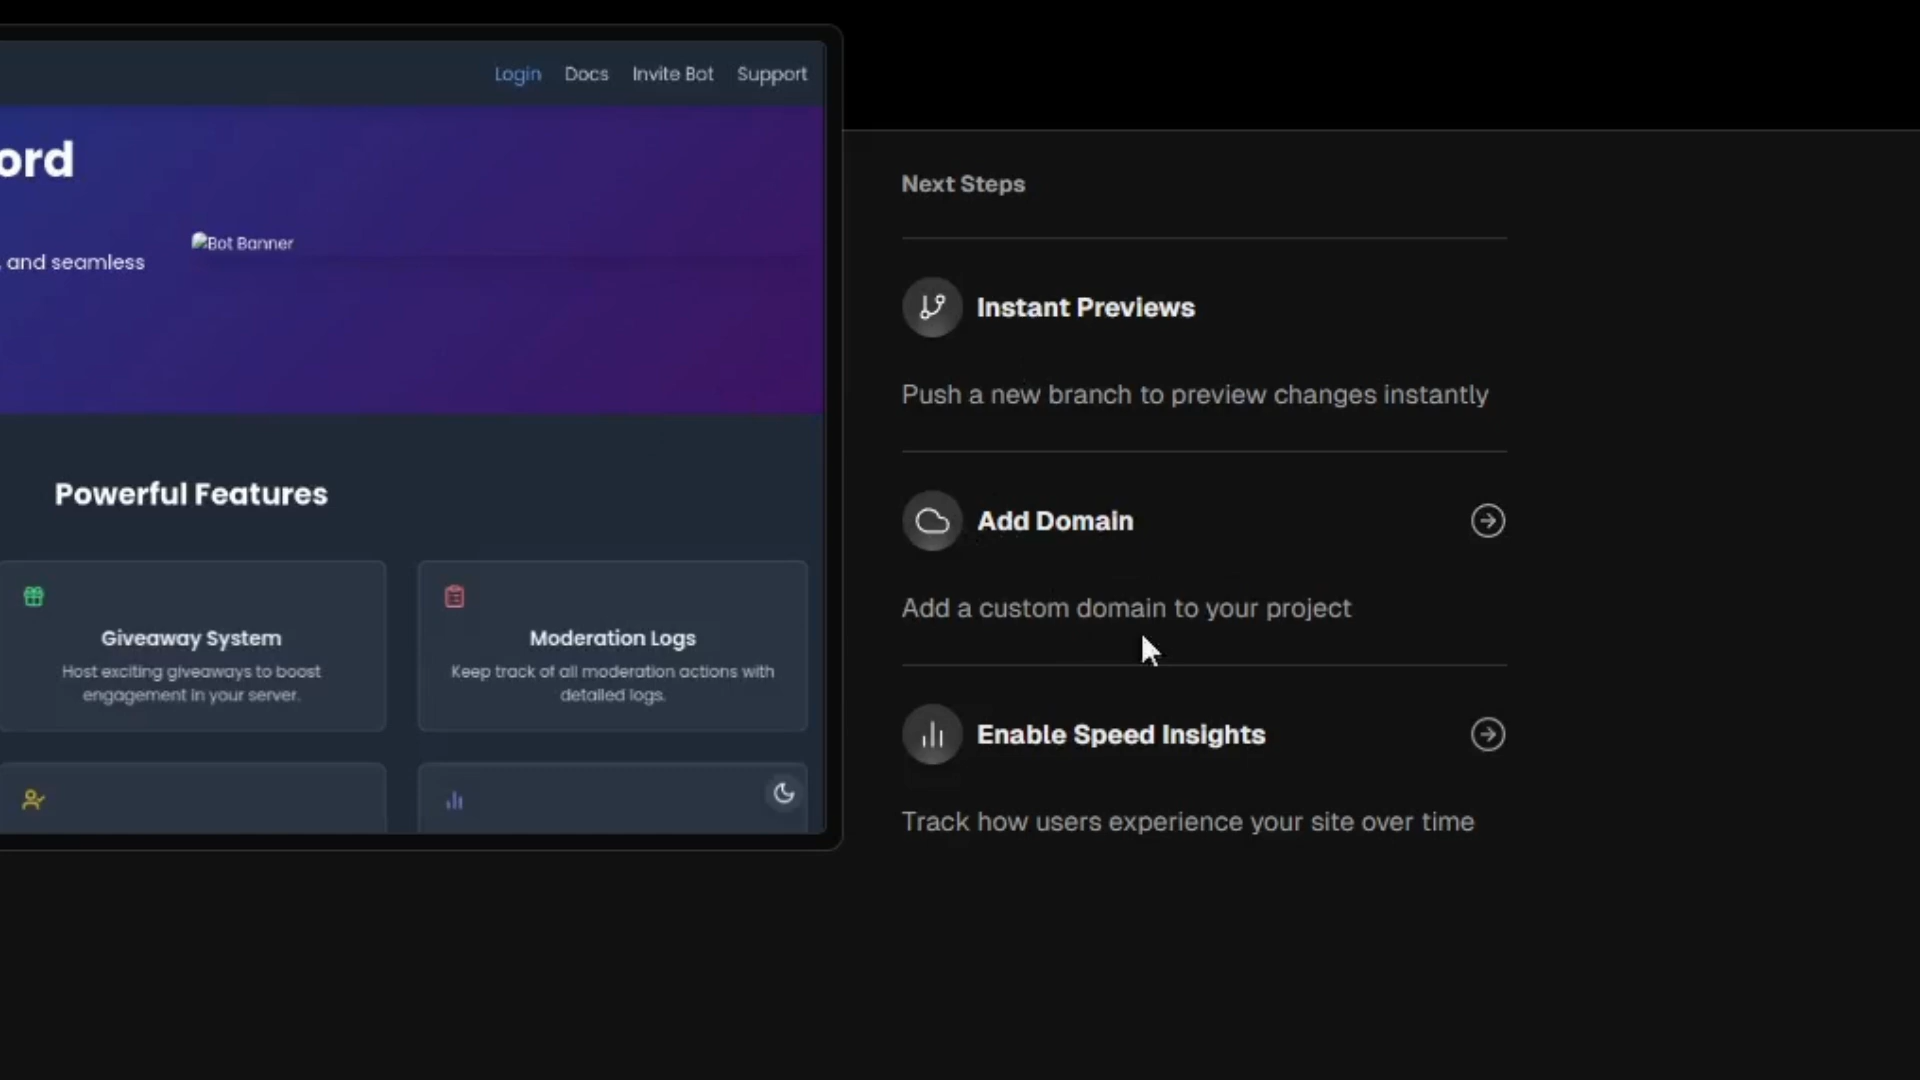 Login Docs Invite Bot Support
ord
Bot Banner
and seamless
Powerful Features
Giveaway System
Host exciting giveaways to boost
engagement in your server.
Moderation Logs
Keep track of all moderation actions with
detailed logs.
Next Steps
Instant Previews
Push a new branch to preview changes instantly
Add Domain
Add a custom domain to your project
Enable Speed Insights
Track how users experience your site over time